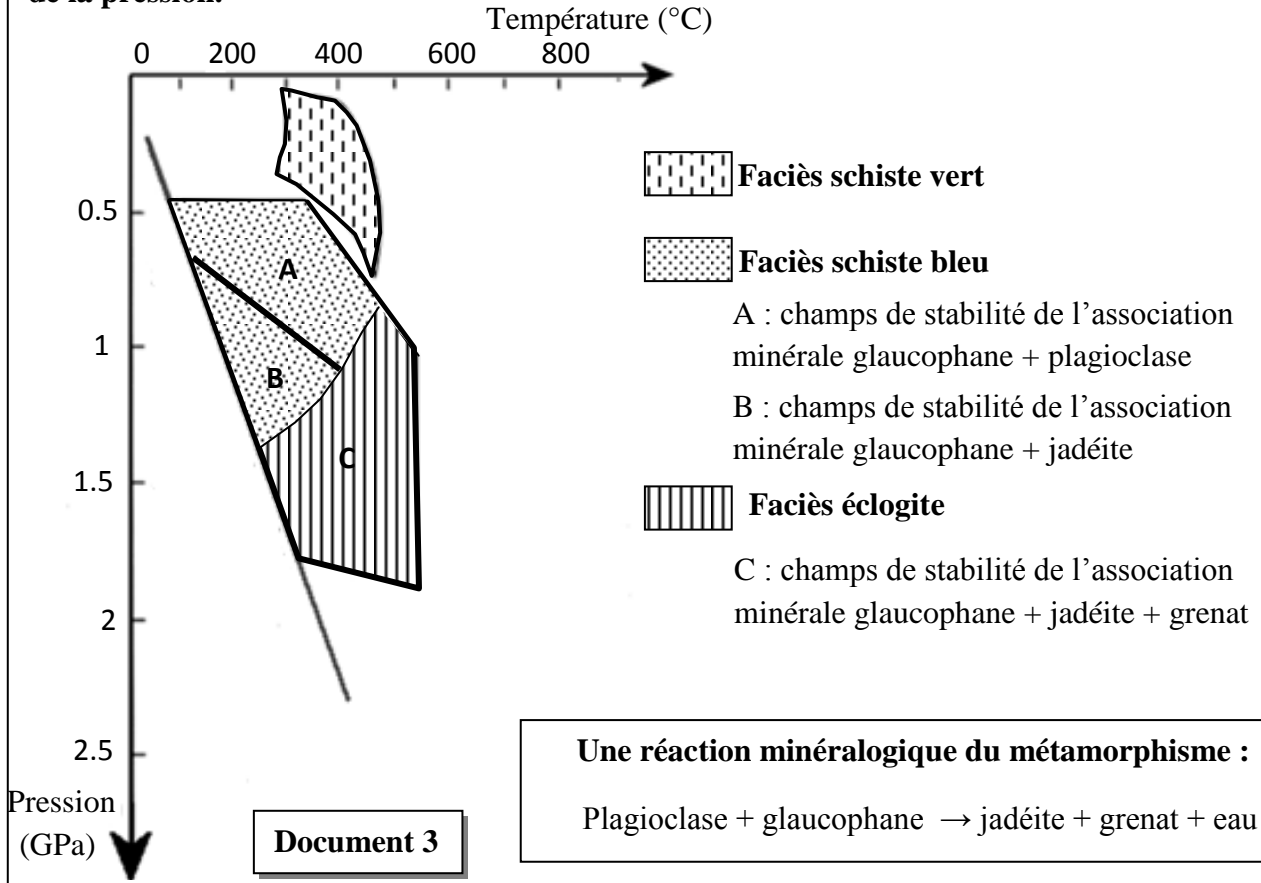 de la pression.
Température (°C)
0 200 400 600 800
0.5
1
1.5
2
2.5
Pression
(GPa)
A
B
C
Faciès schiste vert
Faciès schiste bleu
A : champs de stabilité de l’association
minérale glaucophane + plagioclase
B : champs de stabilité de l’association
minérale glaucophane + jadéite
Faciès éclogite
C : champs de stabilité de l’association
minérale glaucophane + jadéite + grenat
Document 3
Une réaction minéralogique du métamorphisme :
Plagioclase + glaucophane → jadéite + grenat + eau